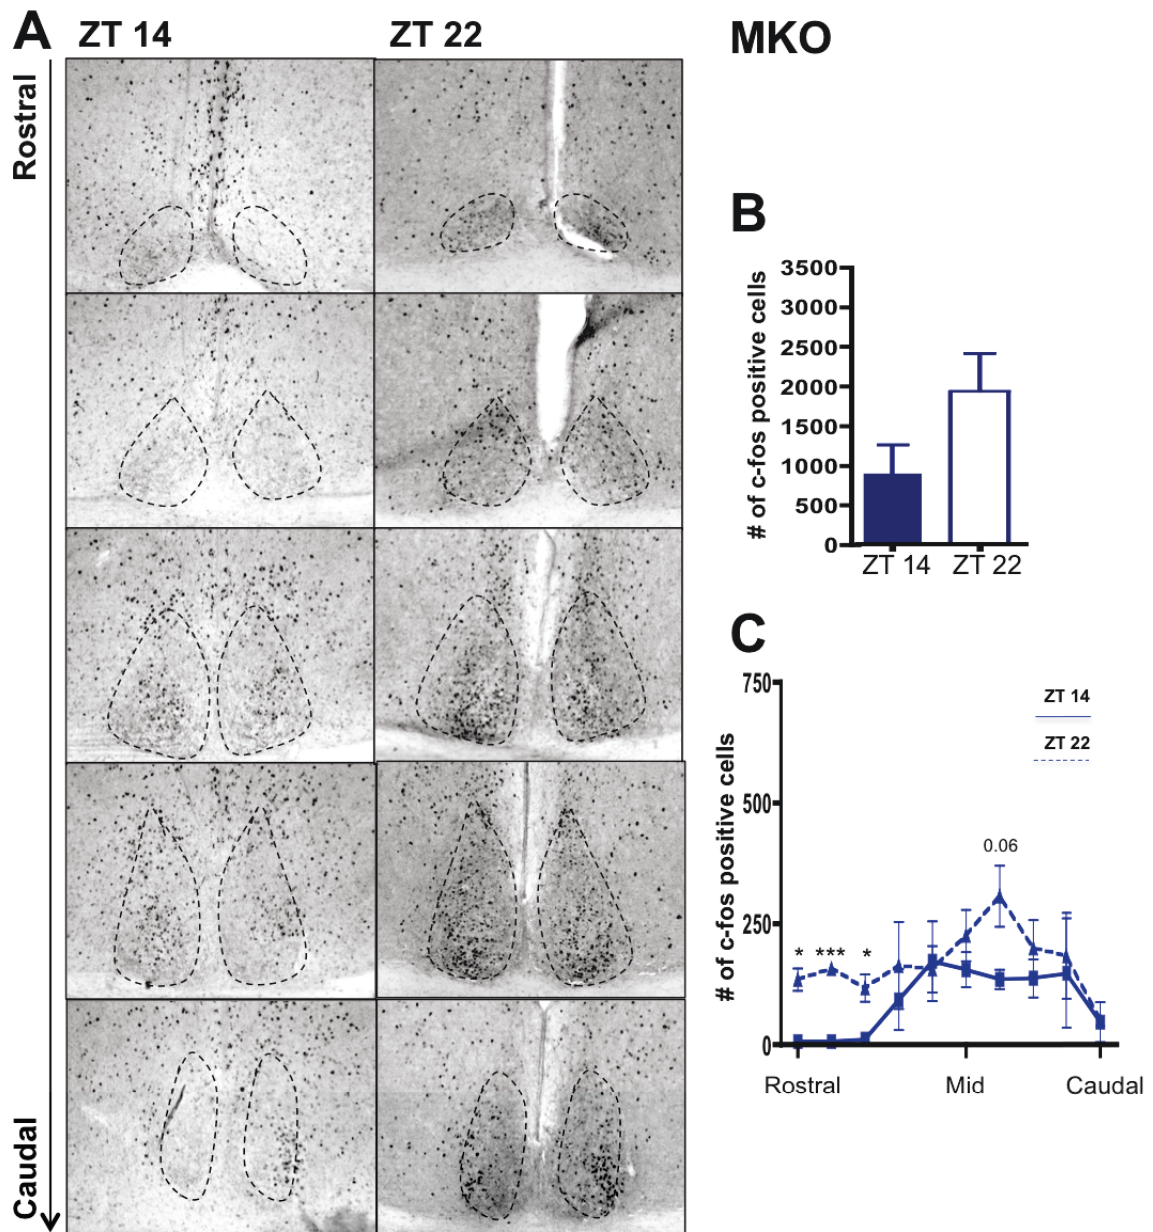 A
ZT 14
ZT 22
Rostral
Caudal
MKO
B
# of c-fos positive cells
3500
3000
2500
2000
1500
1000
500
0
ZT 14
ZT 22
C
# of c-fos positive cells
750
500
250
0
ZT 14
ZT 22
0.06
* *** *
Rostral
Mid
Caudal